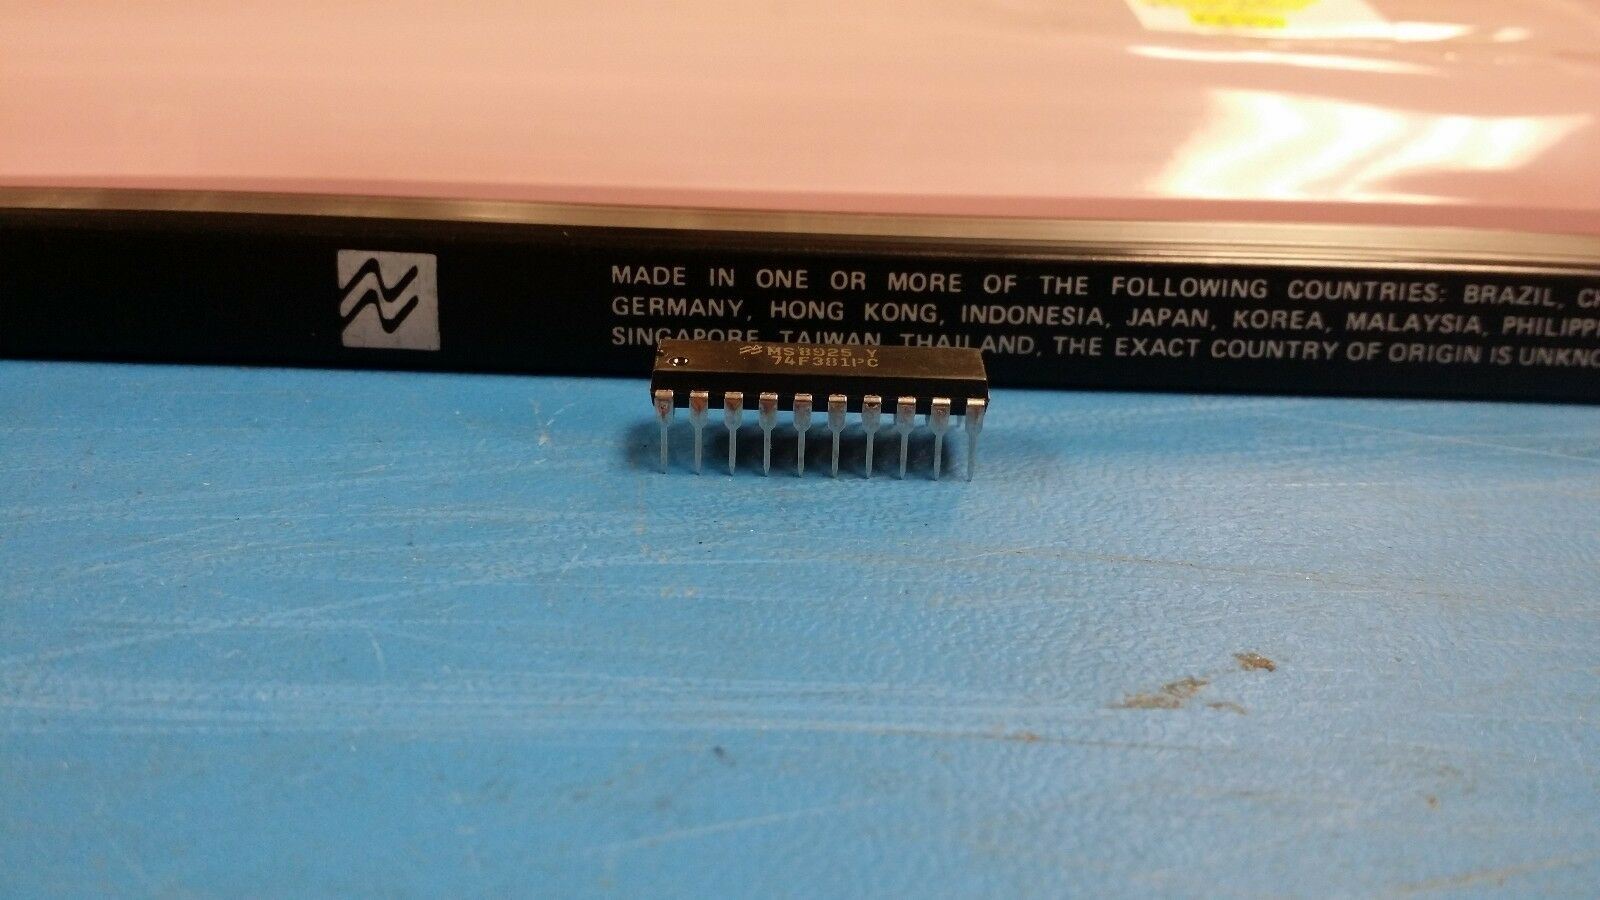 MADE IN ONE OR MORE OF THE FOLLOWING COUNTRIES: BRAZIL,
GERMANY, HONG KONG, INDONESIA, JAPAN, KOREA, MALAYSIA,
SINGAPORE, TAIWAN, THAILAND, THE EXACT COUNTRY OF ORIGIN IS
MS8925 Y
74F381PC